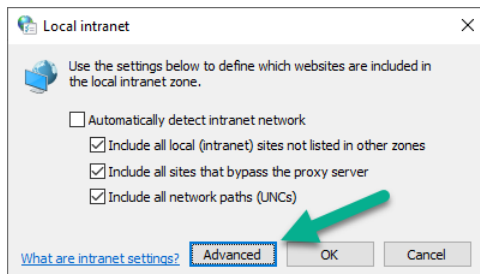 Local intranet
Use the settings below to define which websites are included in
the local intranet zone.
Automatically detect intranet network
Include all local (intranet) sites not listed in other zones
Include all sites that bypass the proxy server
Include all network paths (UNCs)
What are intranet settings? Advanced OK Cancel